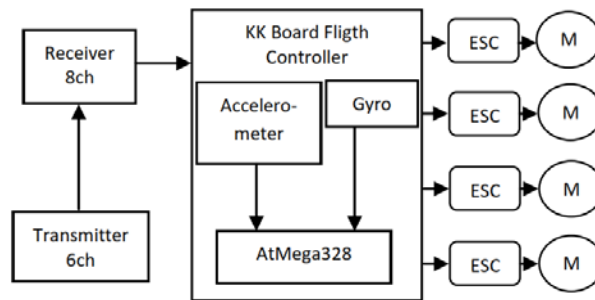 Receiver
8ch
Transmitter
6ch
KK Board Fligth
Controller
Accelero-
meter
Gyro
AtMega328
ESC
M
ESC
M
ESC
M
ESC
M